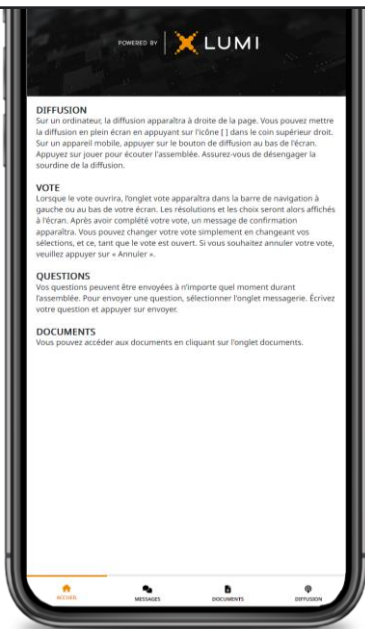 POWERED BY LUMI
DIFFUSION
Sur un ordinateur, la diffusion apparaîtra à droite de la page. Vous pouvez mettre
la diffusion en plein écran en appuyant sur l'icône [ ] dans le coin supérieur droit.
Sur un appareil mobile, appuyer sur le bouton de diffusion au bas de l'écran.
Appuyez sur jouer pour écouter l'assemblée. Assurez-vous de désengager la
sourdine de la diffusion.
VOTE
Lorsque le vote ouvrira, l'onglet vote apparaîtra dans la barre de navigation à
gauche ou au bas de votre écran. Les résolutions et les choix seront alors affichés
à l'écran. Après avoir complété votre vote, un message de confirmation
apparaîtra. Vous pouvez changer votre vote simplement en changeant vos
sélections, et ce, tant que le vote est ouvert. Si vous souhaitez annuler votre vote,
veuillez appuyer sur « Annuler ».
QUESTIONS
Vos questions peuvent être envoyées à n'importe quel moment durant
l'assemblée. Pour envoyer une question, sélectionner l'onglet messagerie. Écrivez
votre question et appuyer sur envoyer.
DOCUMENTS
Vous pouvez accéder aux documents en cliquant sur l'onglet documents.
ACCUEIL MESSAGES DOCUMENTS DIFFUSION